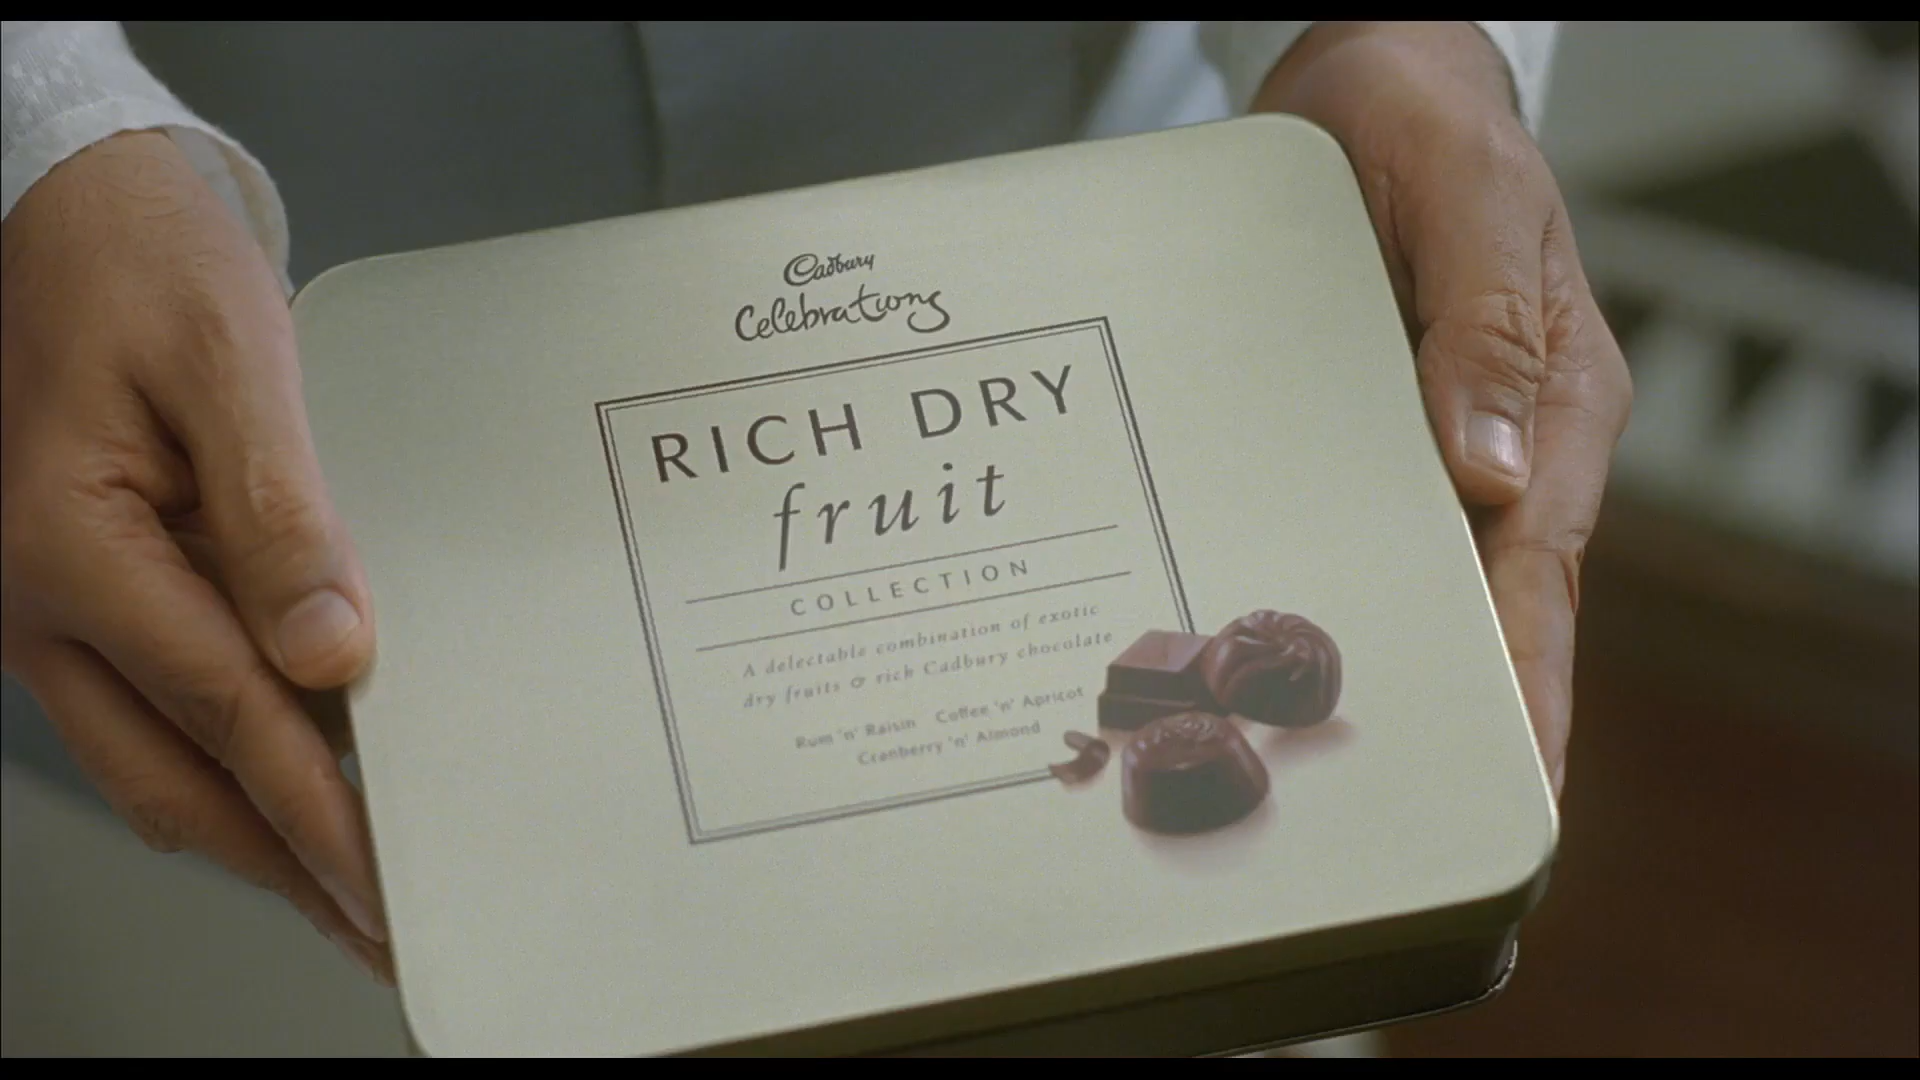 Cadbury
Celebrations
RICH DRY
fruit
COLLECTION
A delectable combination of exotic
dry fruits & rich Cadbury chocolate
Rum 'n' Raisin Coffee 'n' Apricot
Cranberry 'n' Almond